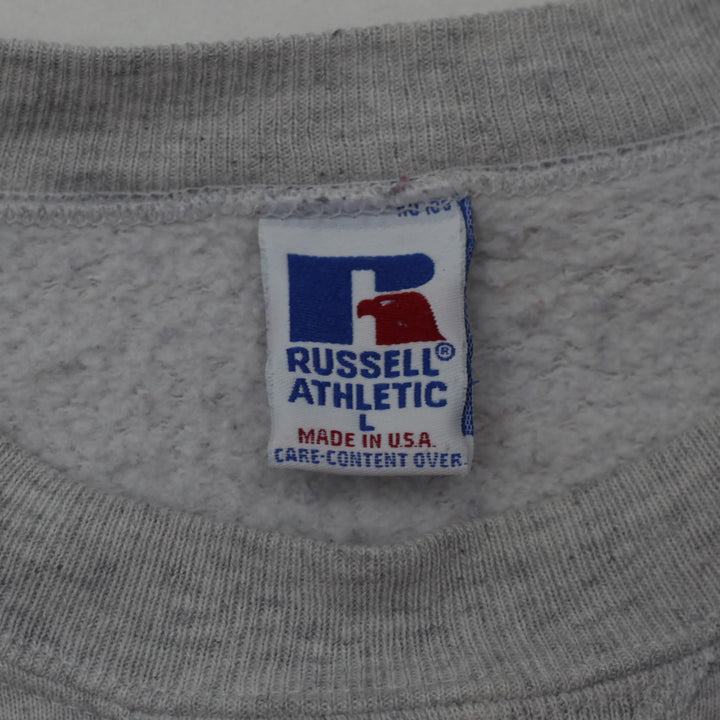 RUSSELL®
ATHLETIC
L
MADE IN U.S.A.
CARE-CONTENT OVER